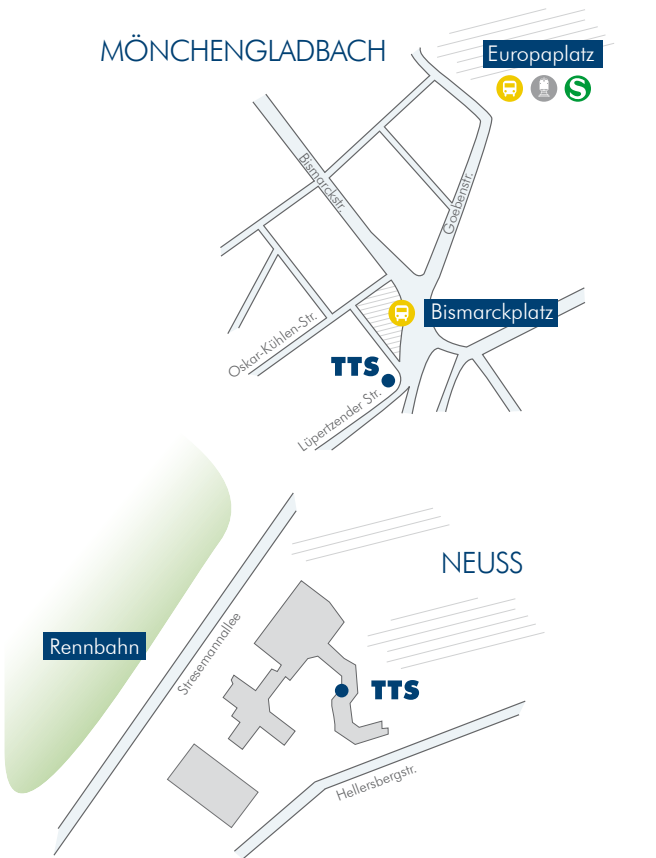 MÖNCHENGLADBACH
Europaplatz
S
Bismarckstr.
Goebenstr.
Bismarckplatz
Oskar-Kühlen-Str.
TTS
Lüpertzender Str.
NEUSS
Stresemannallee
Rennbahn
TTS
Hellersbergstr.